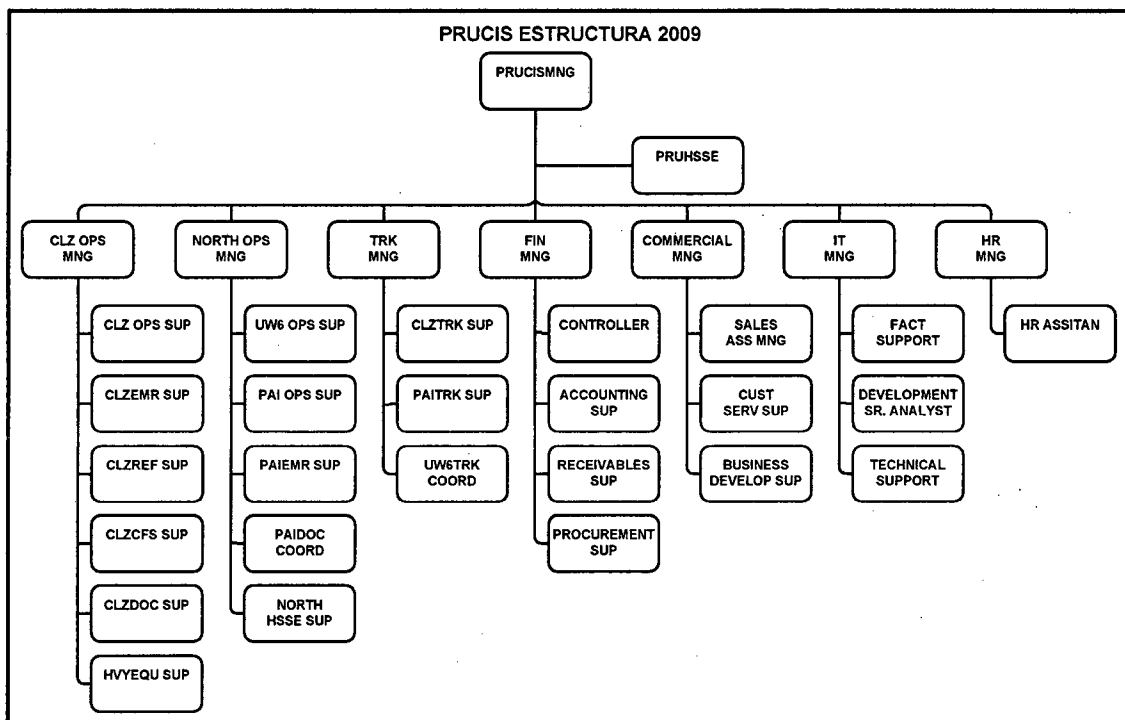 PRUCIS ESTRUCTURA 2009
PRUCISMNG
PRUHSSE
CLZ OPS
MNG
NORTH OPS
MNG
TRK
MNG
FIN
MNG
COMMERCIAL
MNG
IT
MNG
HR
MNG
CLZ OPS SUP
CLZEMR SUP
CLZREF SUP
CLZCFS SUP
CLZDOC SUP
HVYEQU SUP
UW6 OPS SUP
PAI OPS SUP
PAIEMR SUP
PAIDOC
COORD
NORTH
HSSE SUP
CLZTRK SUP
PAITRK SUP
UW6TRK
COORD
CONTROLLER
ACCOUNTING
SUP
RECEIVABLES
SUP
PROCUREMENT
SUP
SALES
ASS MNG
CUST
SERV SUP
BUSINESS
DEVELOP SUP
FACT
SUPPORT
DEVELOPMENT
SR. ANALYST
TECHNICAL
SUPPORT
HR ASSITAN